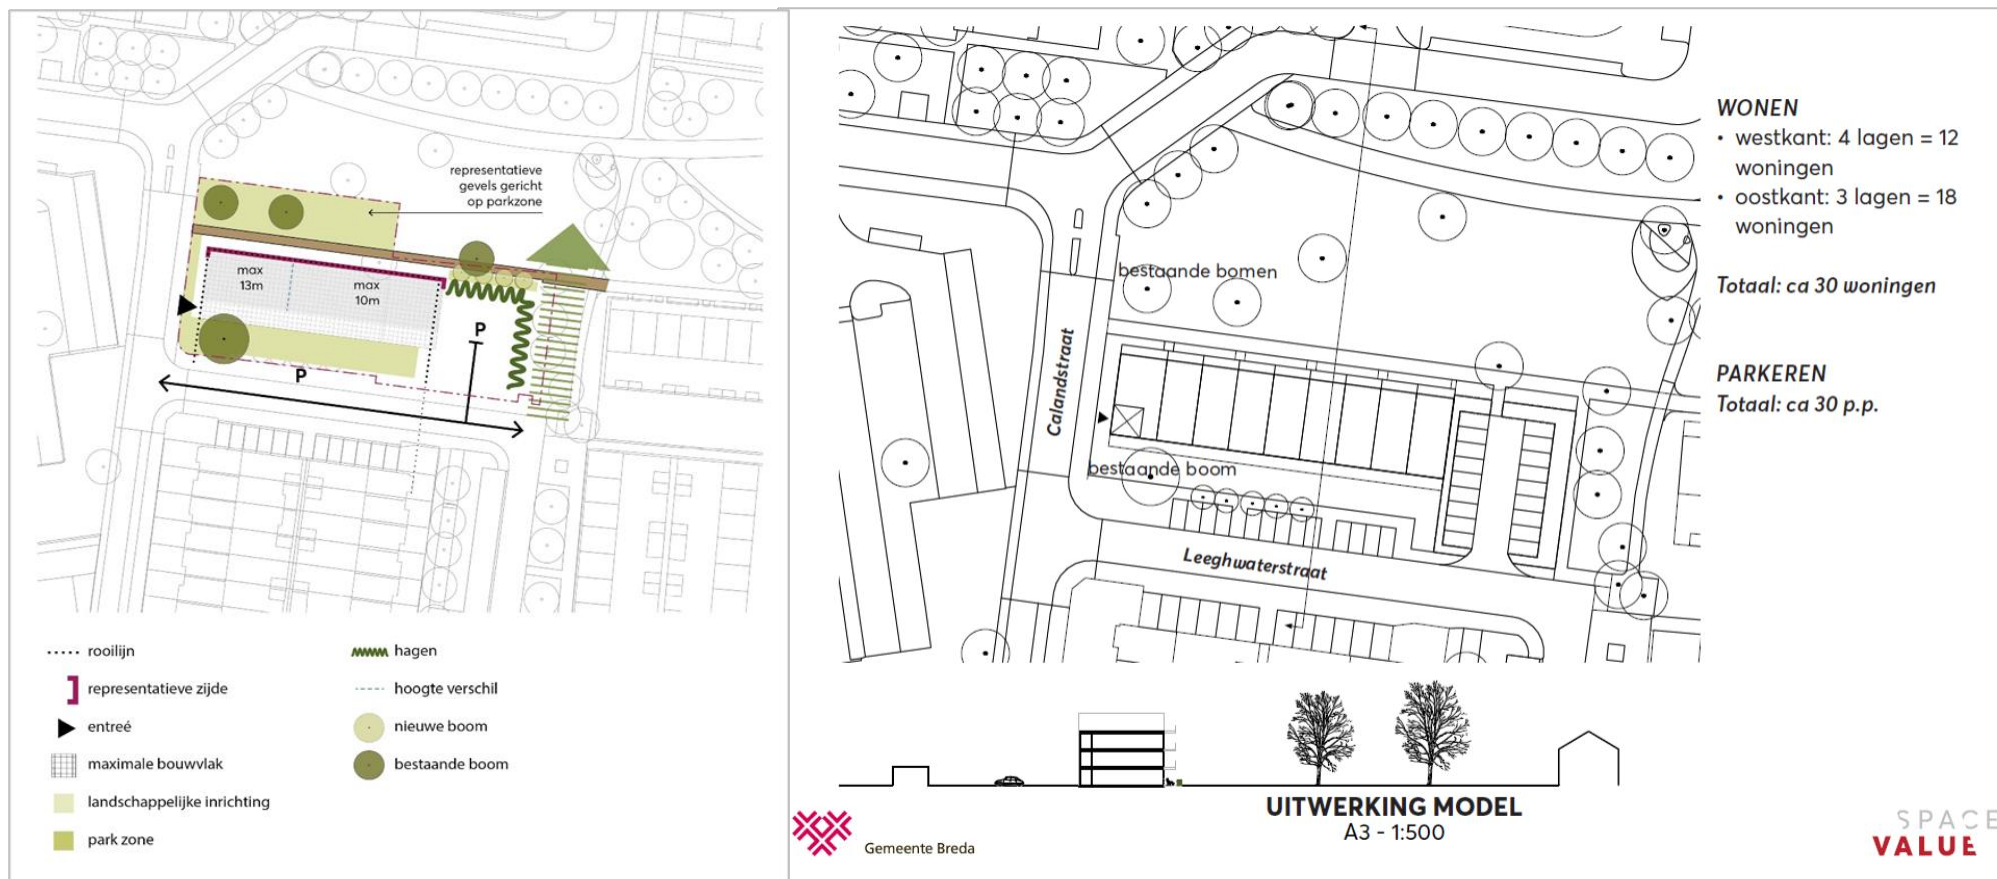 representatieve
gevels gericht
op parkzone
max
13m
max
10m
P
P
rooilijn
representatieve zijde
entreé
maximale bouwvlak
landschappelijke inrichting
park zone
hagen
hoogte verschil
nieuwe boom
bestaande boom
bestaande bomen
Calandstraat
bestaande boom
Leeghwaterstraat
WONEN
• westkant: 4 lagen = 12
woningen
• oostkant: 3 lagen = 18
woningen
Totaal: ca 30 woningen
PARKEREN
Totaal: ca 30 p.p.
UITWERKING MODEL
A3 - 1:500
Gemeente Breda
SPACE
VALUE